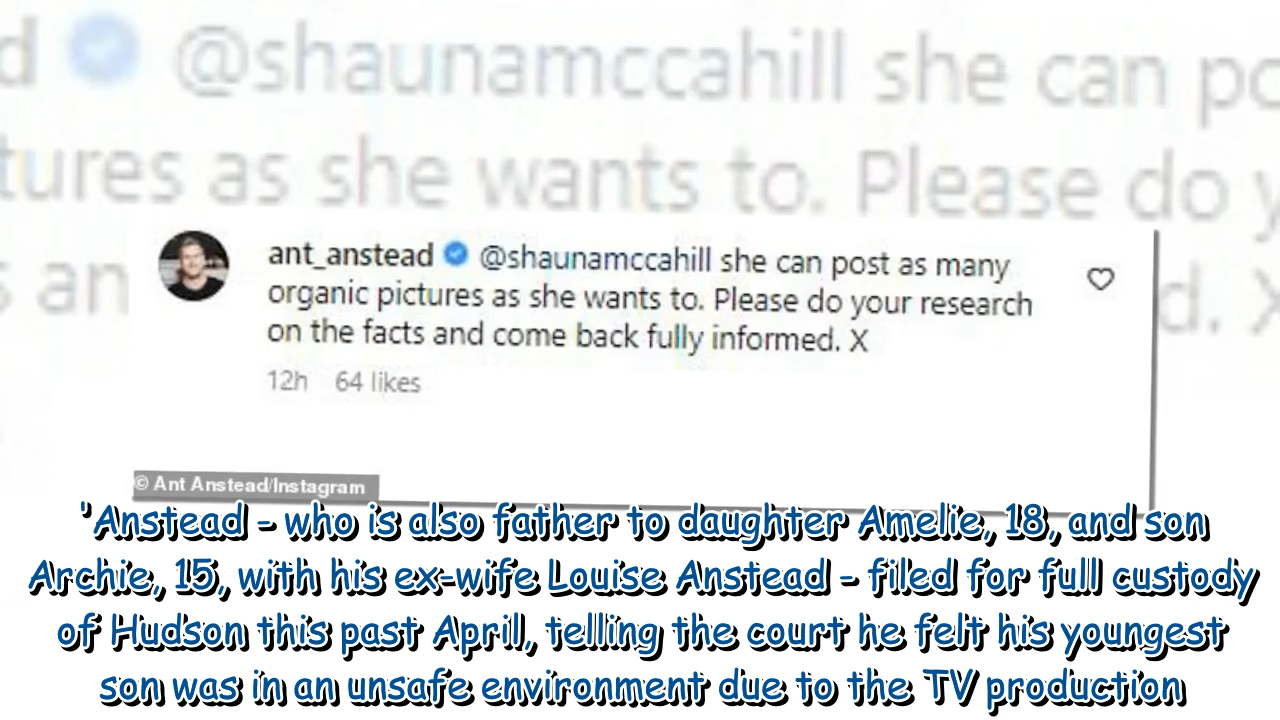 d @shaunamccahill she can po
tures as she wants to. Please do y
s an
d. X
ant_anstead @shaunamccahill she can post as many
organic pictures as she wants to. Please do your research
on the facts and come back fully informed. X
12h 64 likes
© Ant Anstead/Instagram
'Anstead - who is also father to daughter Amelie, 18, and son
Archie, 15, with his ex-wife Louise Anstead - filed for full custody
of Hudson this past April, telling the court he felt his youngest
son was in an unsafe environment due to the TV production